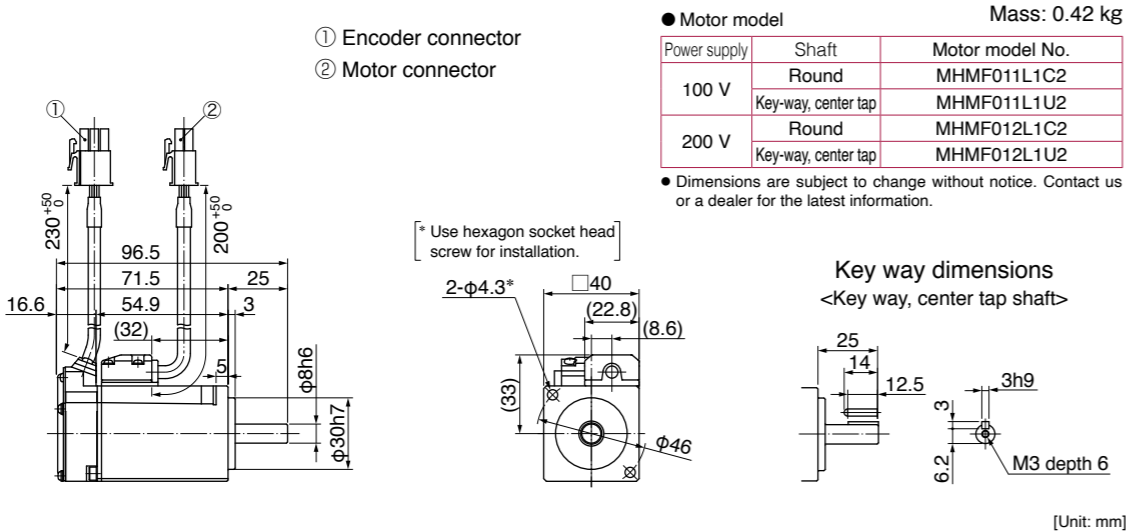 ① Encoder connector
② Motor connector
● Motor model
Mass: 0.42 kg
Power supply Shaft Motor model No.
100 V Round MHMF011L1C2
Key-way, center tap MHMF011L1U2
200 V Round MHMF012L1C2
Key-way, center tap MHMF012L1U2
● Dimensions are subject to change without notice. Contact us
or a dealer for the latest information.
① ②
230 +50 0
200 +50 0
96.5
71.5 25
16.6 54.9 3
(32)
5
φ8h6
φ30h7
* Use hexagon socket head
screw for installation.
2-φ4.3* □40
(22.8)
(8.6)
(33)
φ46
Key way dimensions
<Key way, center tap shaft>
25
14
12.5
3h9
3
6.2
M3 depth 6
[Unit: mm]